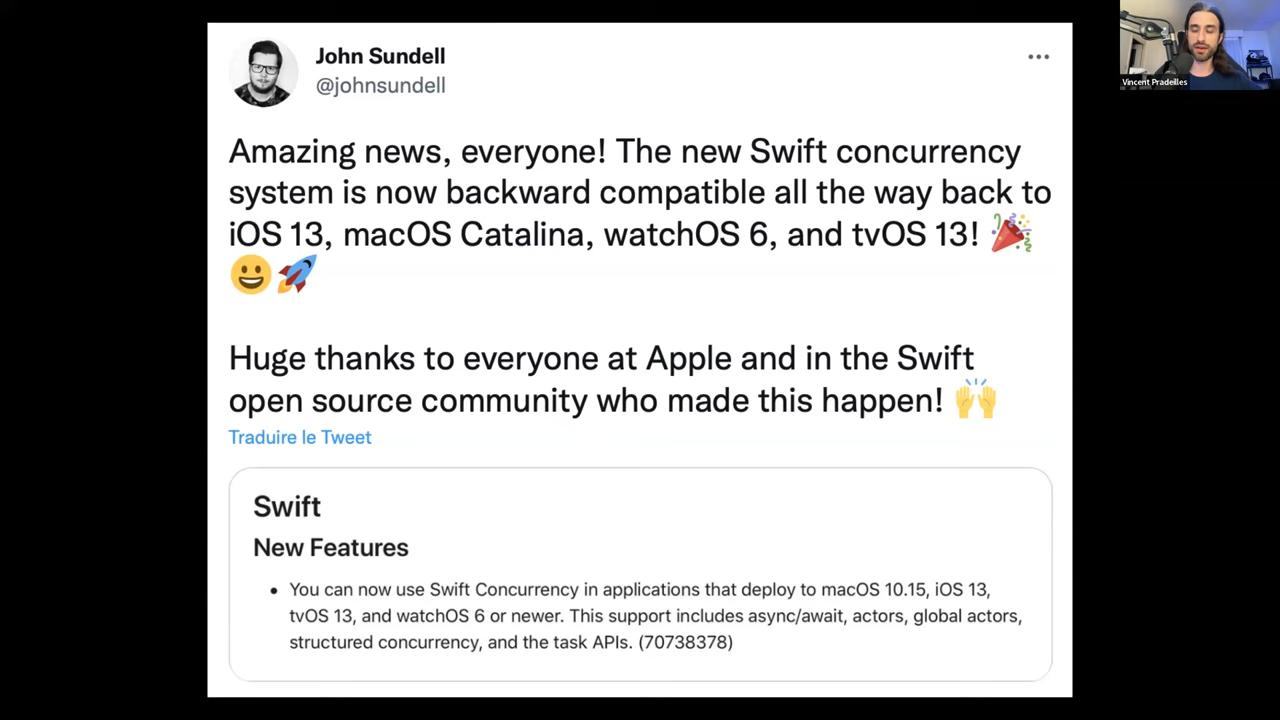 John Sundell
@johnsundell
Amazing news, everyone! The new Swift concurrency
system is now backward compatible all the way back to
iOS 13, macOS Catalina, watchOS 6, and tvOS 13! 🎉
😀🚀
Huge thanks to everyone at Apple and in the Swift
open source community who made this happen! 🙌
Traduire le Tweet
Swift
New Features
• You can now use Swift Concurrency in applications that deploy to macOS 10.15, iOS 13,
tvOS 13, and watchOS 6 or newer. This support includes async/await, actors, global actors,
structured concurrency, and the task APIs. (70738378)
Vincent Pradeilles